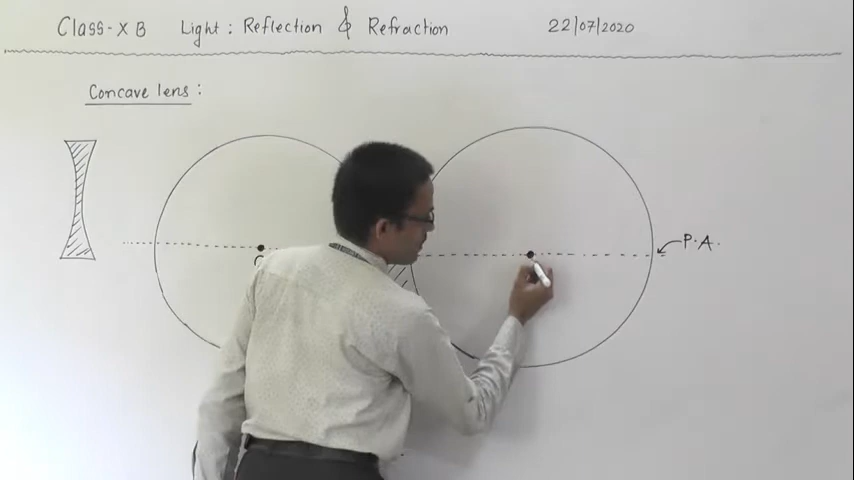 Class-X B Light : Reflection & Refraction 22/07/2020
Concave lens :
P.A.